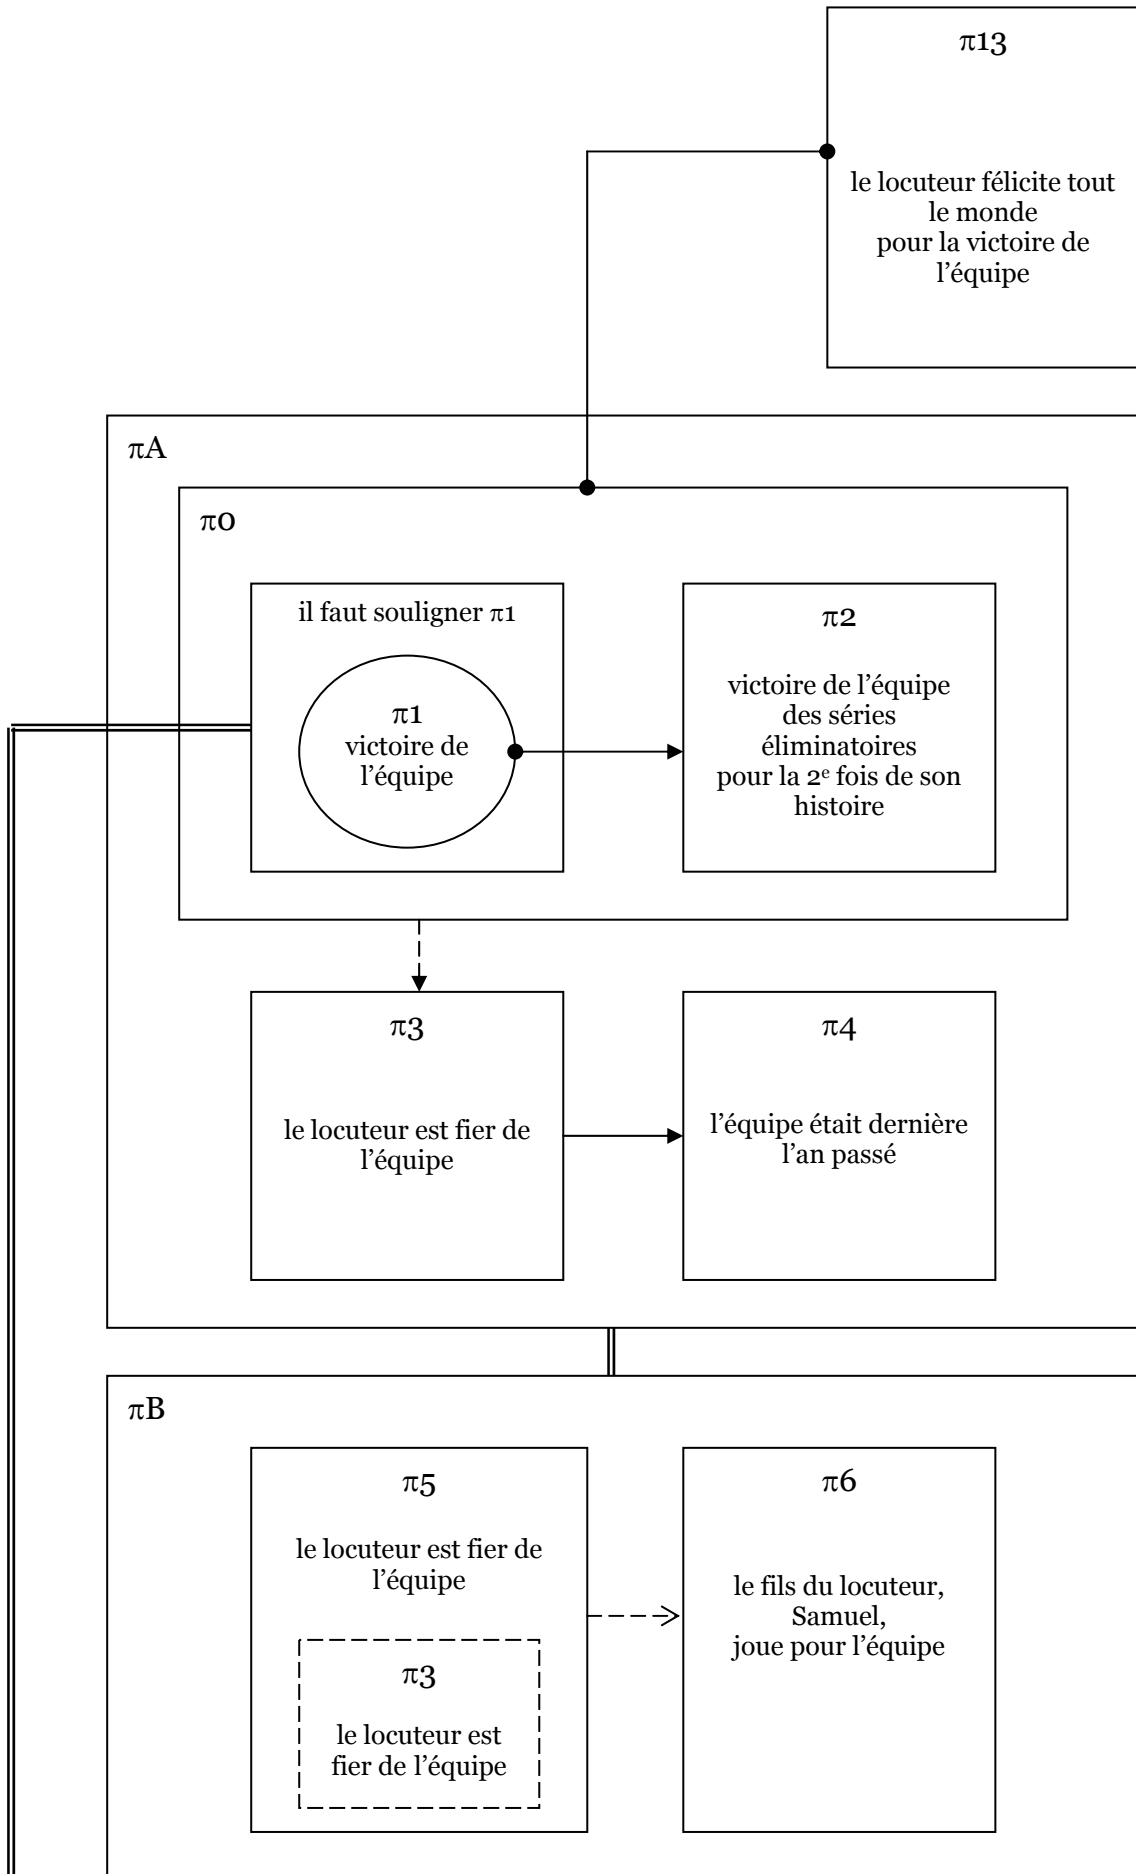 π13
le locuteur félicite tout
le monde
pour la victoire de
l’équipe
πA
π0
il faut souligner π1
π1
victoire de
l’équipe
π2
victoire de l’équipe
des séries
éliminatoires
pour la 2e fois de son
histoire
π3
le locuteur est fier de
l’équipe
π4
l’équipe était dernière
l’an passé
πB
π5
le locuteur est fier de
l’équipe
π3
le locuteur est
fier de l’équipe
π6
le fils du locuteur,
Samuel,
joue pour l’équipe